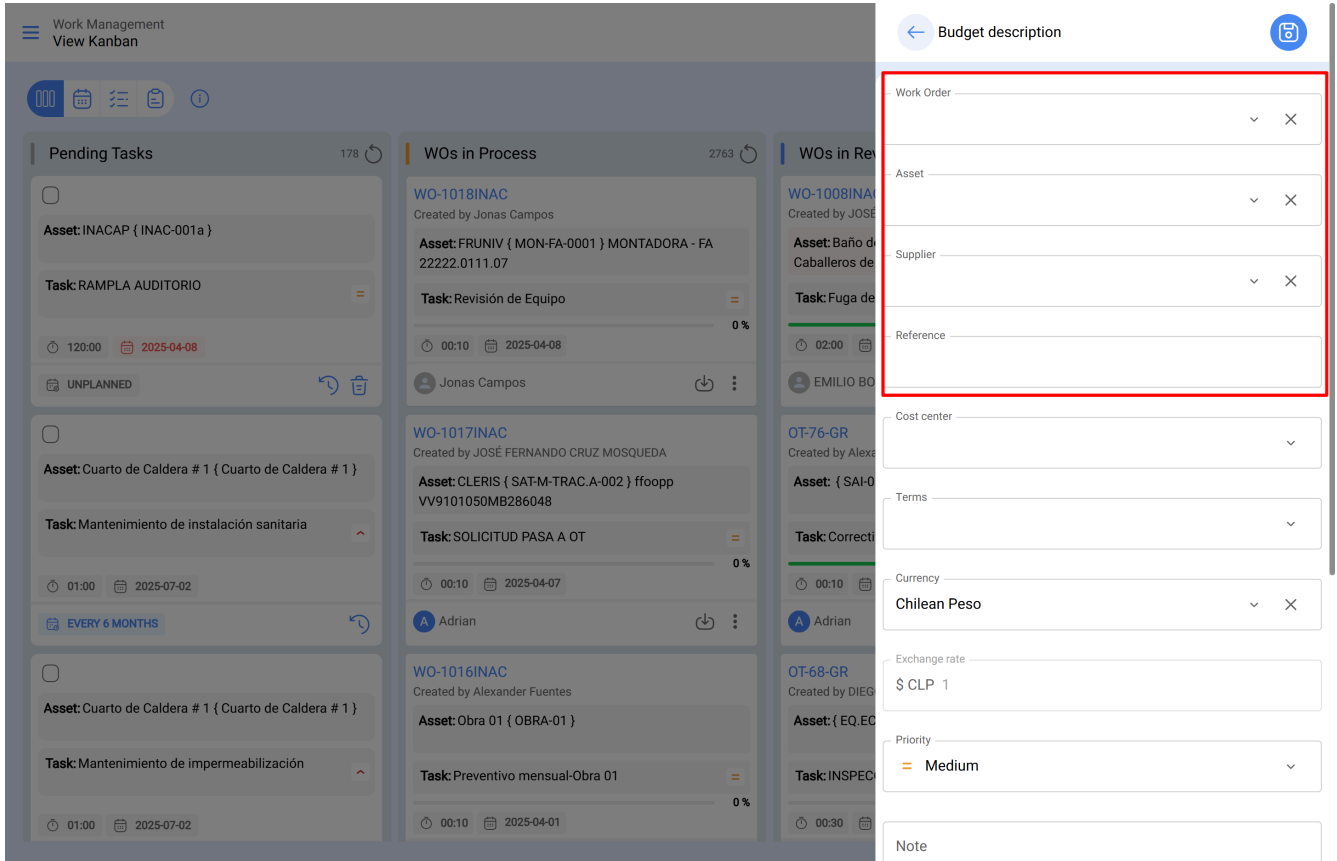 Work Management
View Kanban
Pending Tasks
178
Asset: INACAP { INAC-001a }
Task: RAMPLA AUDITORIO
120:00
2025-04-08
UNPLANNED
Asset: Cuarto de Caldera # 1 { Cuarto de Caldera # 1 }
Task: Mantenimiento de instalación sanitaria
01:00
2025-07-02
EVERY 6 MONTHS
Asset: Cuarto de Caldera # 1 { Cuarto de Caldera # 1 }
Task: Mantenimiento de impermeabilización
01:00
2025-07-02
WOs in Process
2763
WO-1018INAC
Created by Jonas Campos
Asset: FRUNIV { MON-FA-0001 } MONTADORA - FA
22222.0111.07
Task: Revisión de Equipo
0 %
00:10
2025-04-08
Jonas Campos
WO-1017INAC
Created by JOSÉ FERNANDO CRUZ MOSQUEDA
Asset: CLERIS { SAT-M-TRAC.A-002 } ffoopp
VV9101050MB286048
Task: SOLICITUD PASA A OT
0 %
00:10
2025-04-07
A Adrian
WO-1016INAC
Created by Alexander Fuentes
Asset: Obra 01 { OBRA-01 }
Task: Preventivo mensual-Obra 01
0 %
00:10
2025-04-01
WOs in Rev
WO-1008INA
Created by JOSÉ
Asset: Baño d
Caballeros de
Task: Fuga de
02:00
EMILIO BO
OT-76-GR
Created by Alexa
Asset: { SAI-0
Task: Correcti
00:10
A Adrian
OT-68-GR
Created by DIEG
Asset: { EQ.EC
Task: INSPEC
00:30
Budget description
Work Order
Asset
Supplier
Reference
Cost center
Terms
Currency
Chilean Peso
Exchange rate
$ CLP 1
Priority
Medium
Note